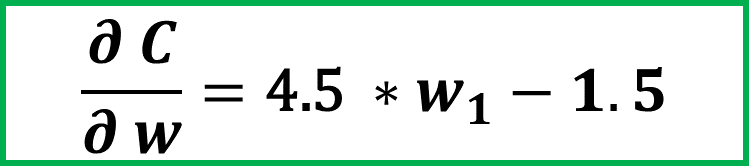 ∂ C / ∂ w = 4.5 * w₁ − 1.5